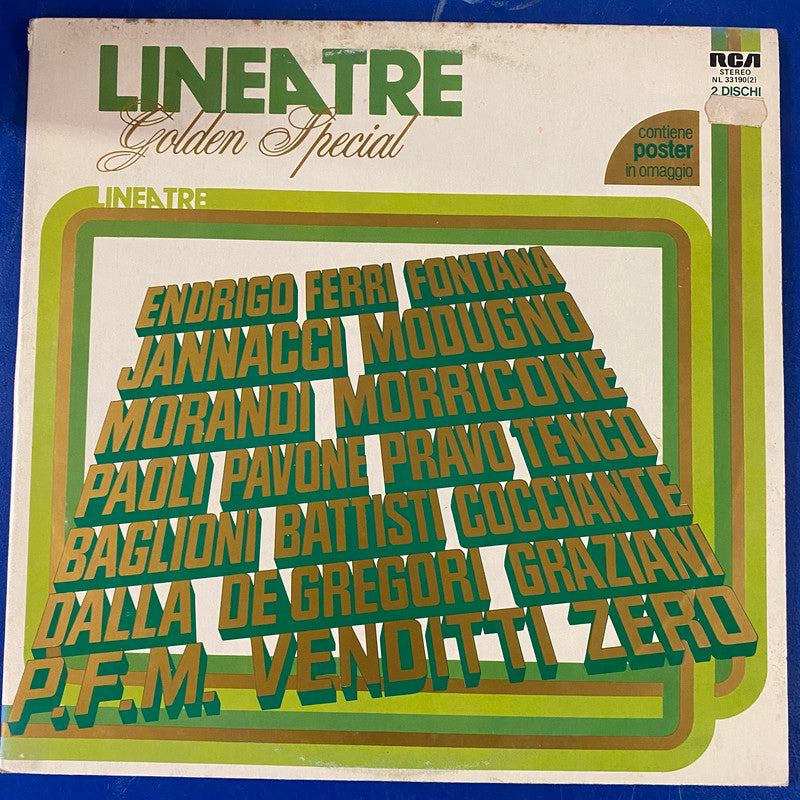 LINEATRE
Golden Special
RCA
STEREO
NL 33190(2)
2 DISCHI
contiene
poster
in omaggio
LINEATRE
ENDRIGO FERRI FONTANA
JANNACCI MODUGNO
MORANDI MORRICONE
PAOLI PAVONE PRAVO TENCO
BAGLIONI BATTISTI COCCIANTE
DALLA DE GREGORI GRAZIANI
P.F.M. VENDITTI ZERO